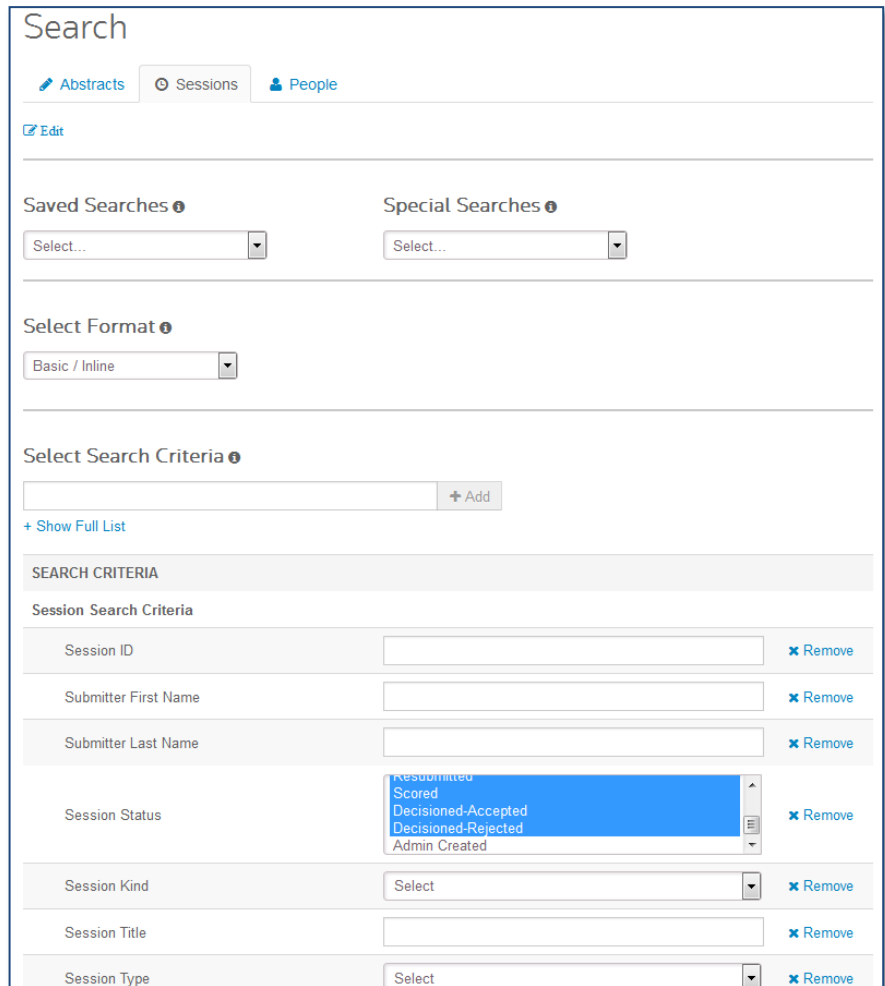 Search
Abstracts Sessions People
Edit
Saved Searches Special Searches
Select... Select...
Select Format
Basic / Inline
Select Search Criteria
+ Add
+ Show Full List
SEARCH CRITERIA
Session Search Criteria
Session ID Remove
Submitter First Name Remove
Submitter Last Name Remove
Resubmitted
Scored
Decisioned-Accepted
Session Status Remove
Decisioned-Rejected
Admin Created
Session Kind Select Remove
Session Title Remove
Session Type Select Remove